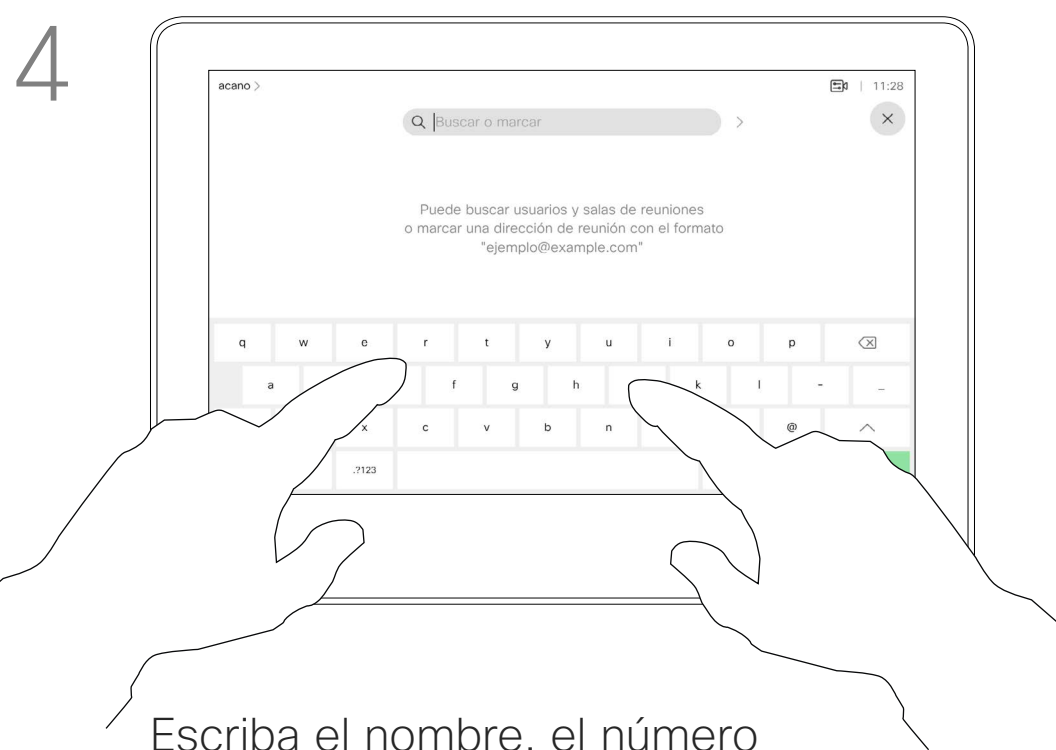 4
acano >
11:28
Buscar o marcar
Puede buscar usuarios y salas de reuniones
o marcar una dirección de reunión con el formato
"ejemplo@example.com"
q w e r t y u i o p
a f g h k l - _
x c v b n @
.?123
Escriba el nombre, el número